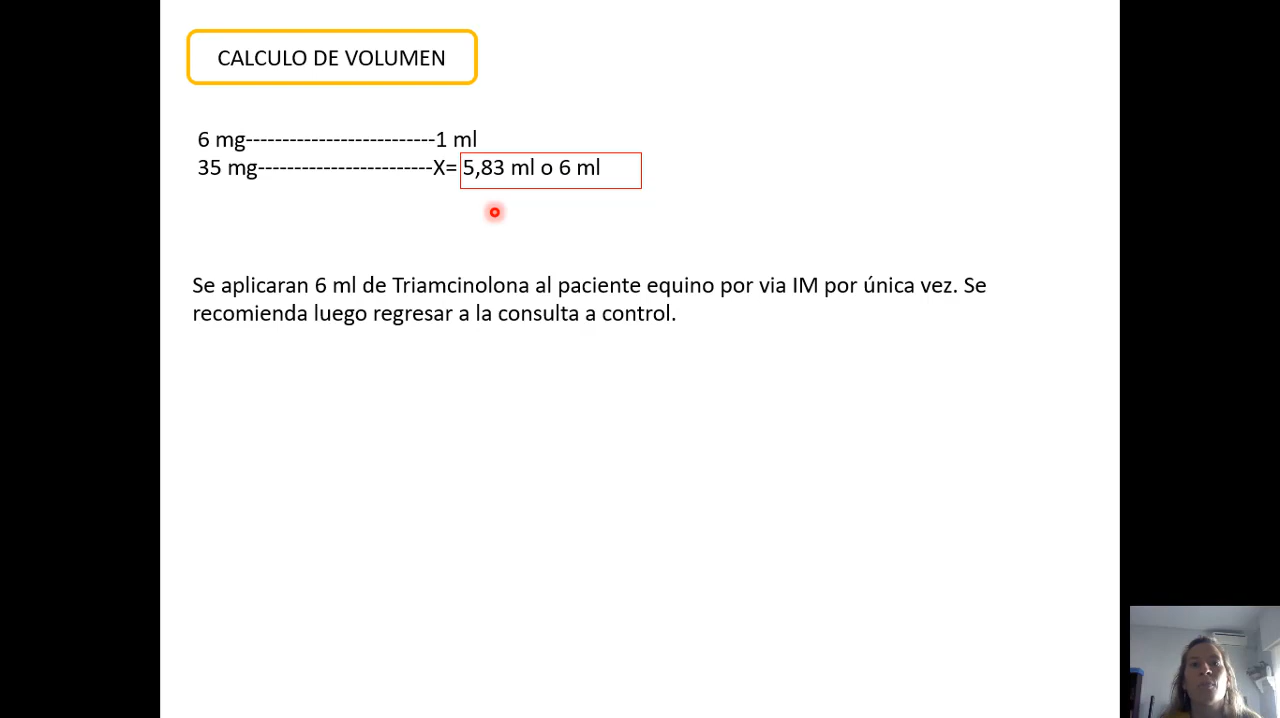 CALCULO DE VOLUMEN
6 mg--------------------------1 ml
35 mg------------------------X= 5,83 ml o 6 ml
Se aplicaran 6 ml de Triamcinolona al paciente equino por via IM por única vez. Se
recomienda luego regresar a la consulta a control.